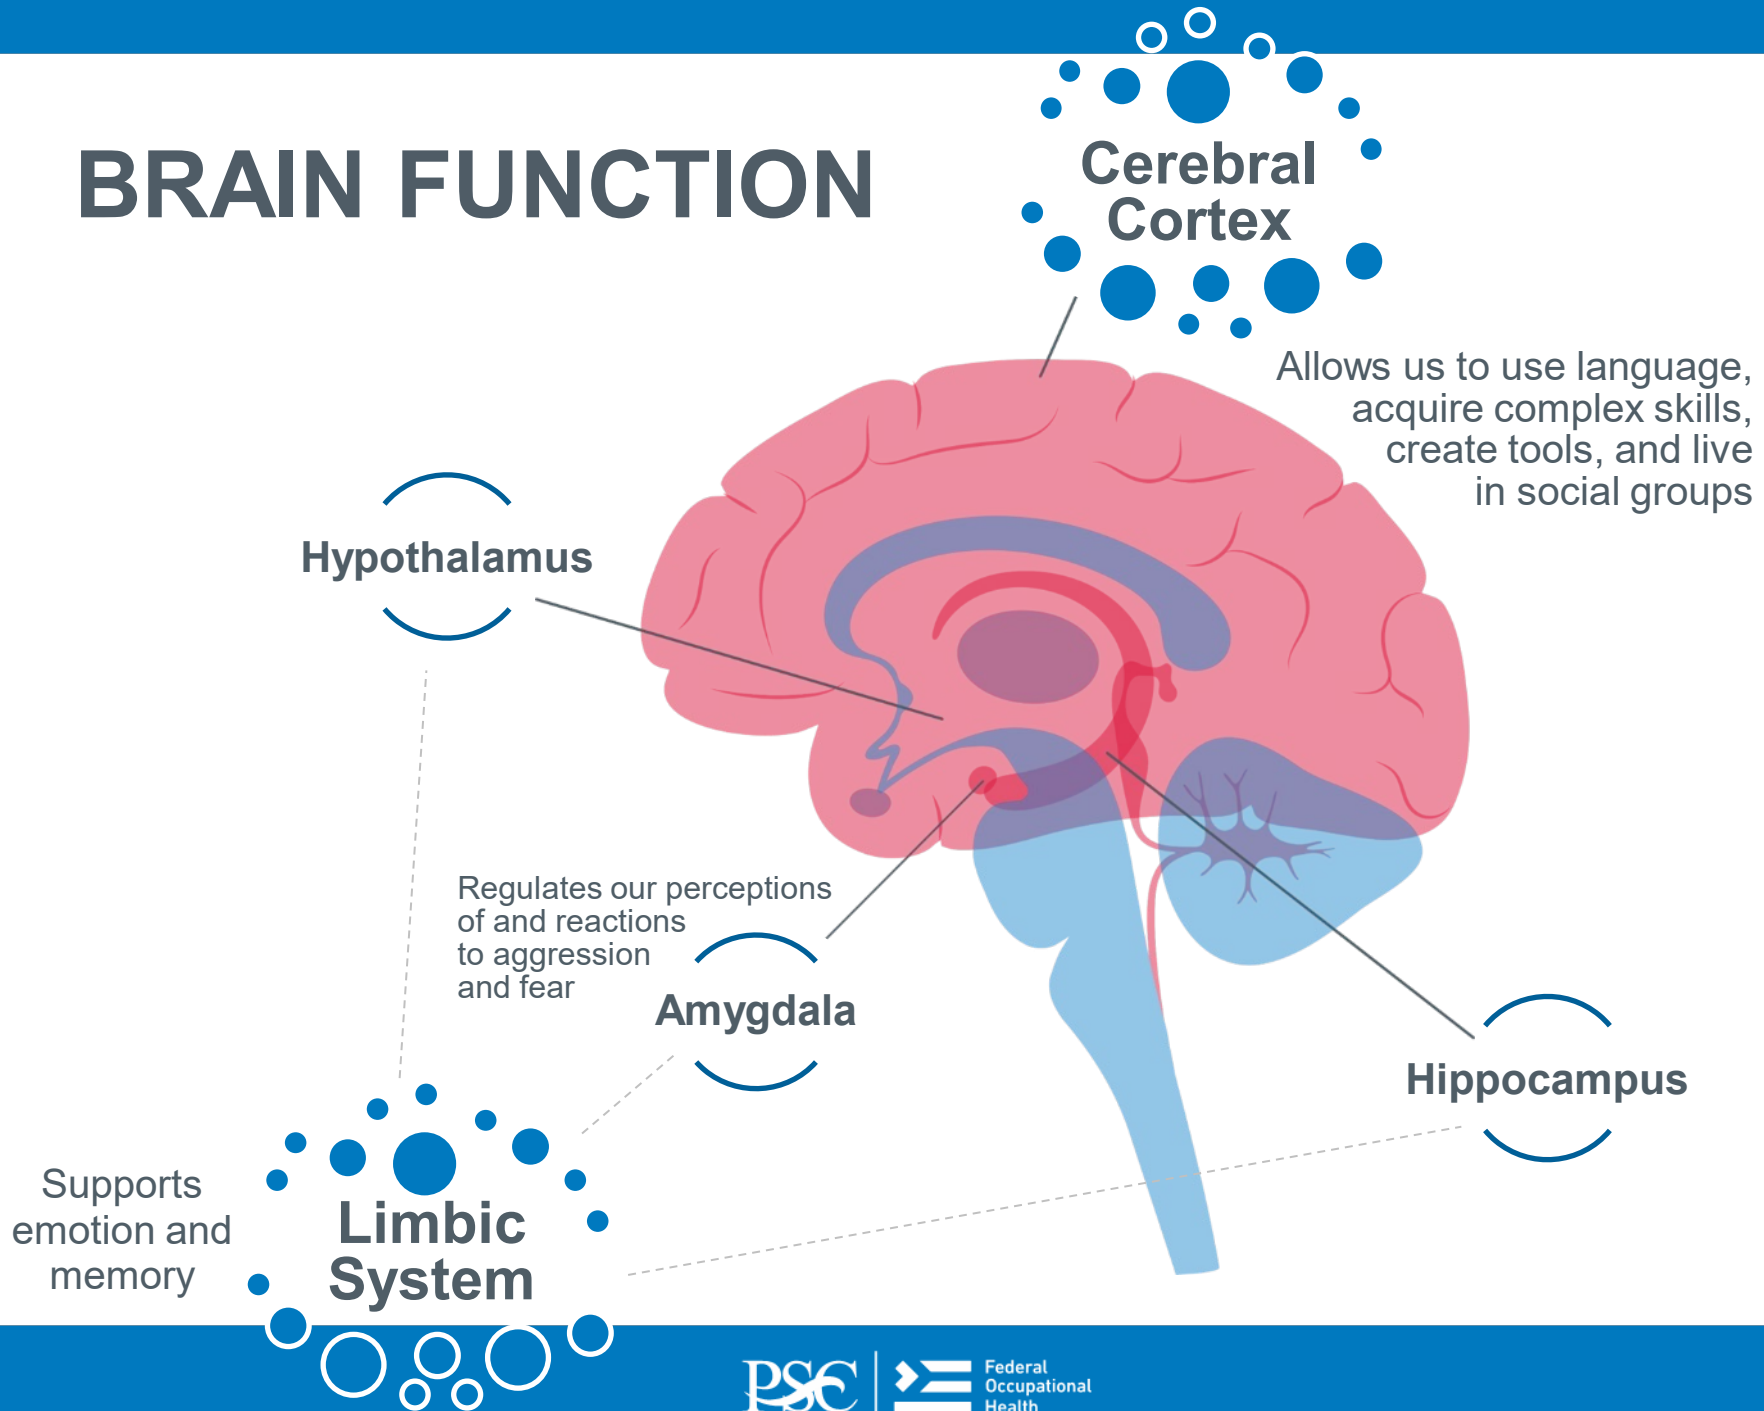 BRAIN FUNCTION
Cerebral
Cortex
Allows us to use language,
acquire complex skills,
create tools, and live
in social groups
Hypothalamus
Regulates our perceptions
of and reactions
to aggression
and fear
Amygdala
Hippocampus
Supports
emotion and
memory
Limbic
System
PSC
Federal
Occupational
Health